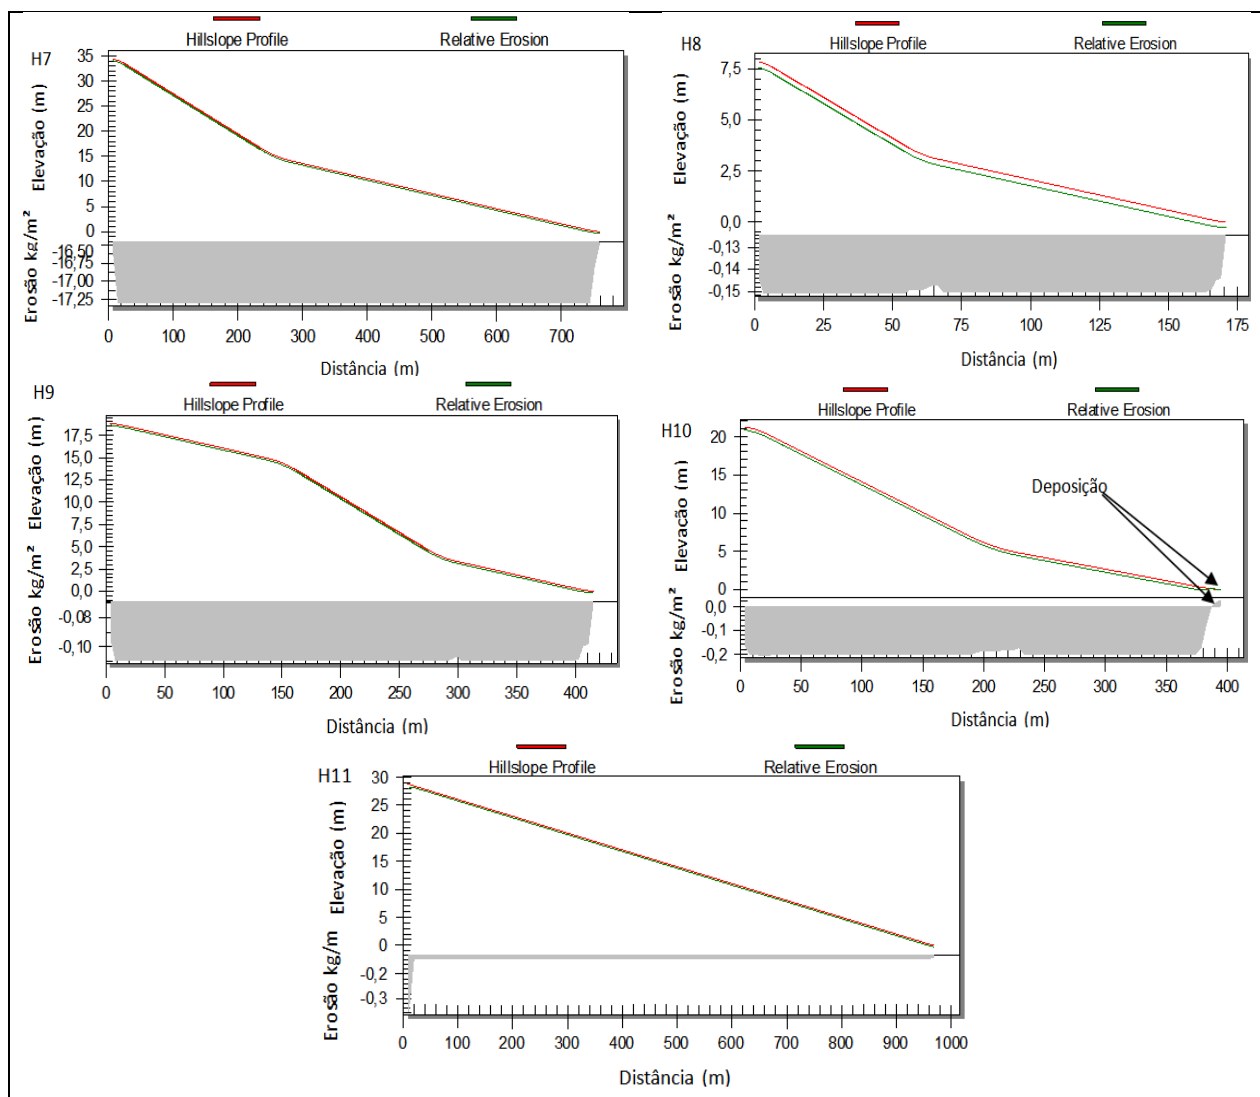 Hillslope Profile Relative Erosion
H7
Elevação (m)
35
30
25
20
15
10
5
0
Erosão kg/m²
-16,50
-16,75
-17,00
-17,25
0 100 200 300 400 500 600 700
Distância (m)
Hillslope Profile Relative Erosion
H8
Elevação (m)
7,5
5,0
2,5
0,0
Erosão kg/m²
-0,13
-0,14
-0,15
0 25 50 75 100 125 150 175
Distância (m)
H9
Hillslope Profile Relative Erosion
Elevação (m)
17,5
15,0
12,5
10,0
7,5
5,0
2,5
0,0
Erosão kg/m²
-0,08
-0,10
0 50 100 150 200 250 300 350 400
Distância (m)
Hillslope Profile Relative Erosion
H10
Elevação (m)
20
15
10
5
0
Deposição
Erosão kg/m²
0,0
-0,1
-0,2
0 50 100 150 200 250 300 350 400
Distância (m)
Hillslope Profile Relative Erosion
H11
Elevação (m)
30
25
20
15
10
5
0
Erosão kg/m
-0,2
-0,3
0 100 200 300 400 500 600 700 800 900 1000
Distância (m)